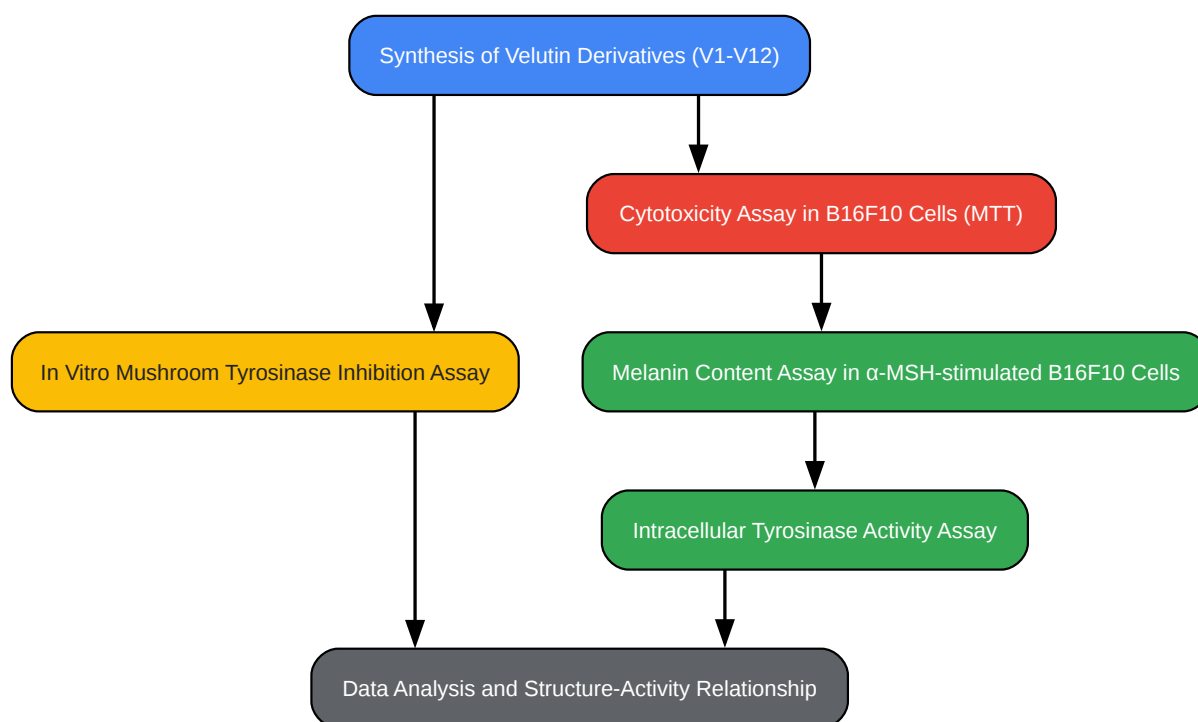 Synthesis of Velutin Derivatives (V1-V12)
Cytotoxicity Assay in B16F10 Cells (MTT)
In Vitro Mushroom Tyrosinase Inhibition Assay
Melanin Content Assay in α-MSH-stimulated B16F10 Cells
Intracellular Tyrosinase Activity Assay
Data Analysis and Structure-Activity Relationship